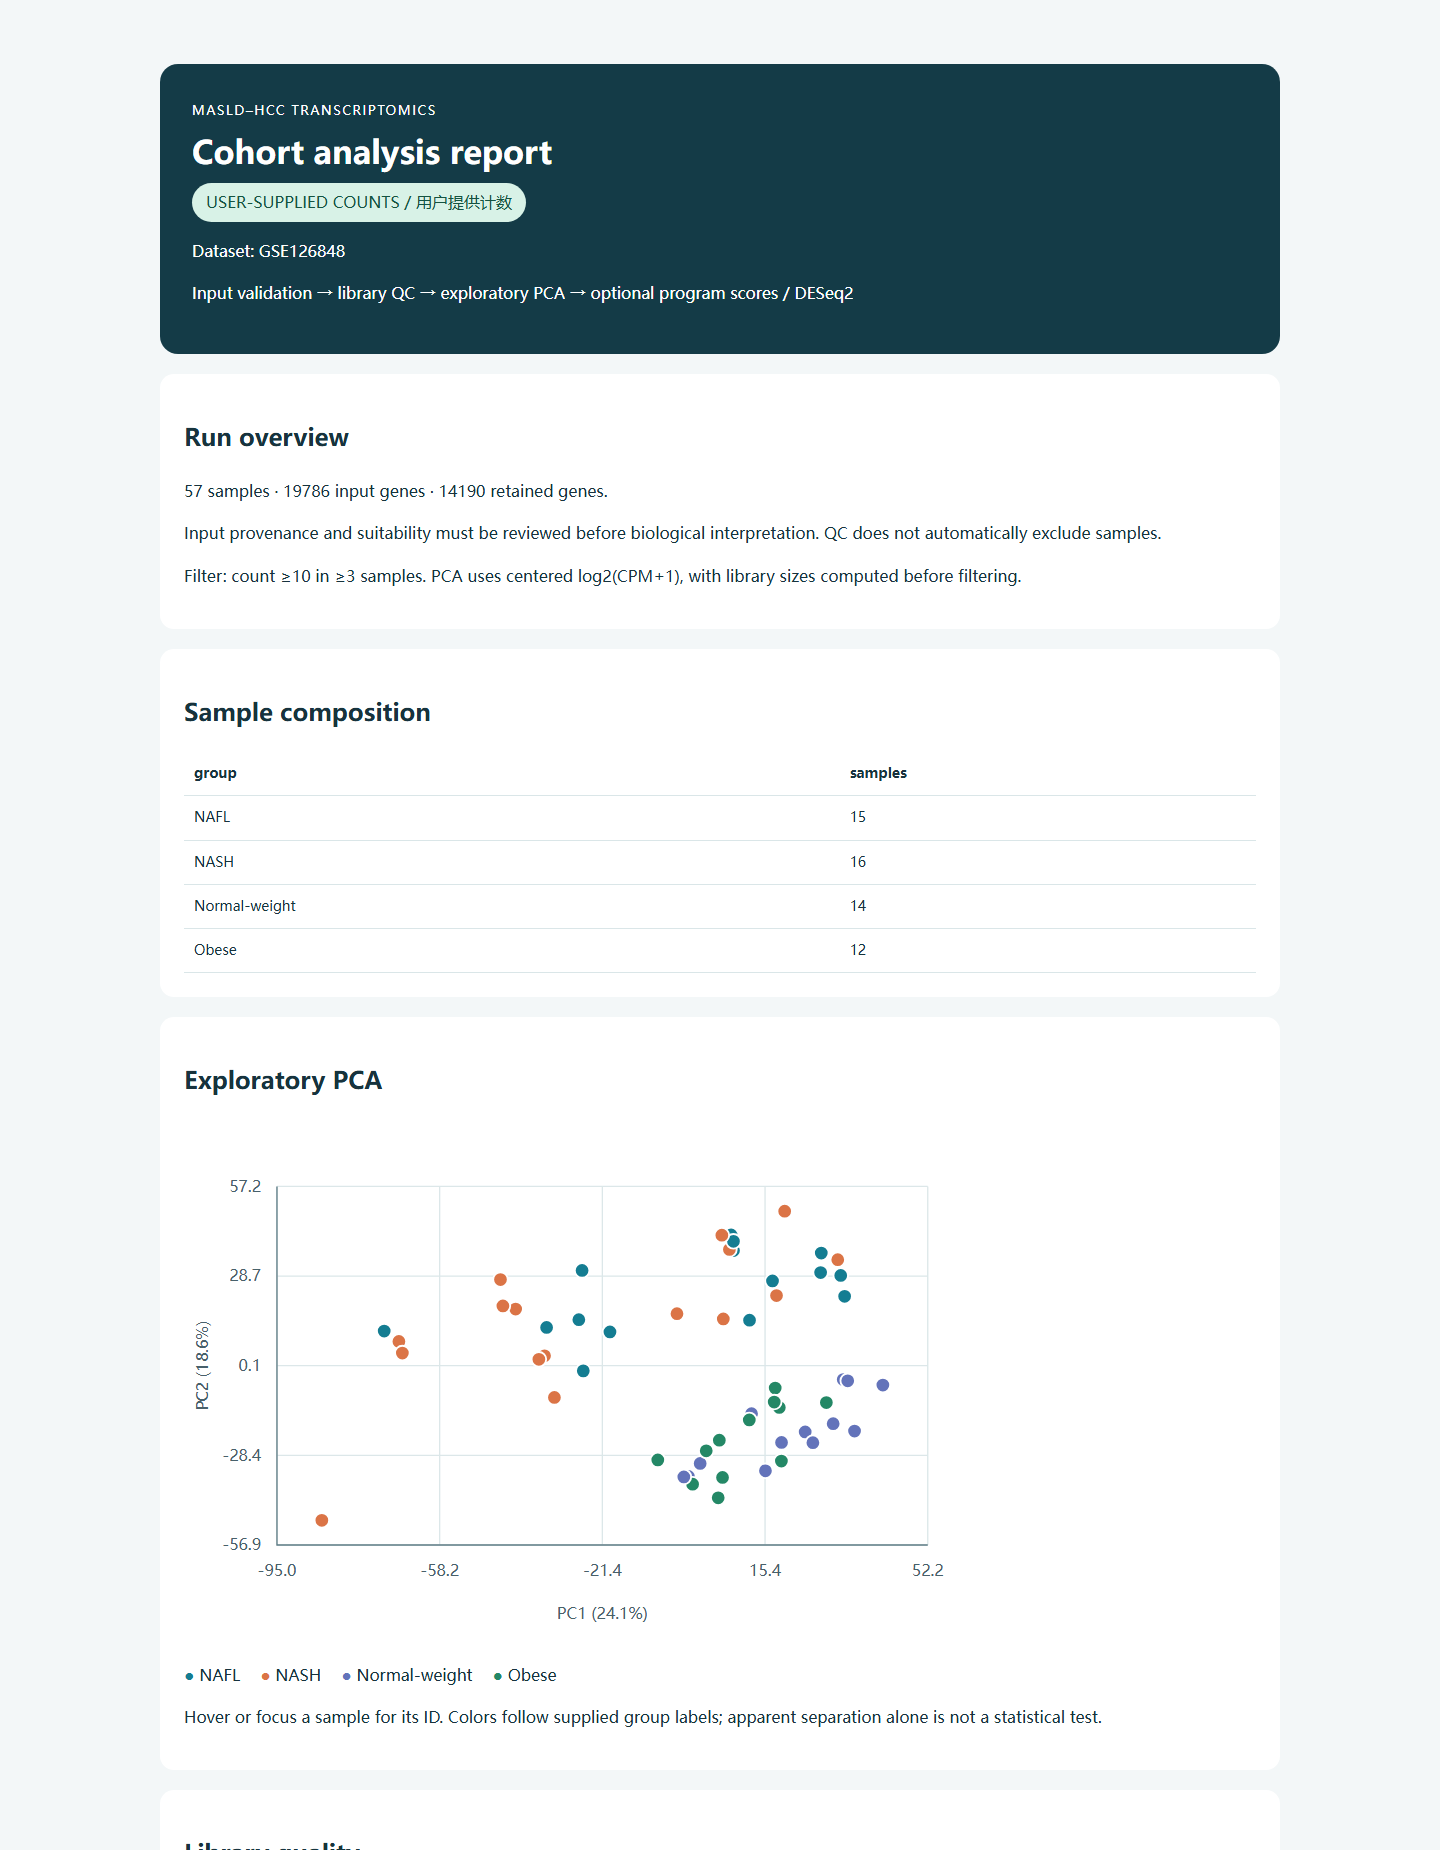 MASLD–HCC TRANSCRIPTOMICS
Cohort analysis report
USER-SUPPLIED COUNTS / 用户提供计数
Dataset: GSE126848
Input validation → library QC → exploratory PCA → optional program scores / DESeq2
Run overview
57 samples · 19786 input genes · 14190 retained genes.
Input provenance and suitability must be reviewed before biological interpretation. QC does not automatically exclude samples.
Filter: count ≥10 in ≥3 samples. PCA uses centered log2(CPM+1), with library sizes computed before filtering.
Sample composition
group samples
NAFL 15
NASH 16
Normal-weight 14
Obese 12
Exploratory PCA
57.2
28.7
0.1
-28.4
-56.9
PC2 (18.6%)
-95.0 -58.2 -21.4 15.4 52.2
PC1 (24.1%)
● NAFL ● NASH ● Normal-weight ● Obese
Hover or focus a sample for its ID. Colors follow supplied group labels; apparent separation alone is not a statistical test.
Library quality